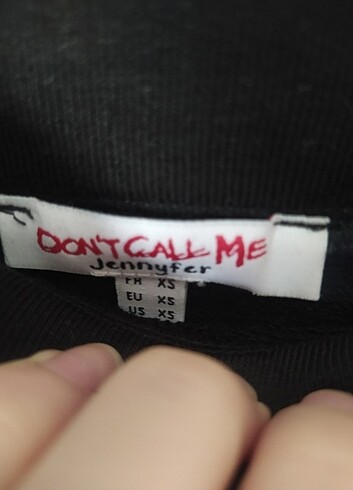 DON'T CALL ME
Jennyfer
FR XS
EU XS
US XS